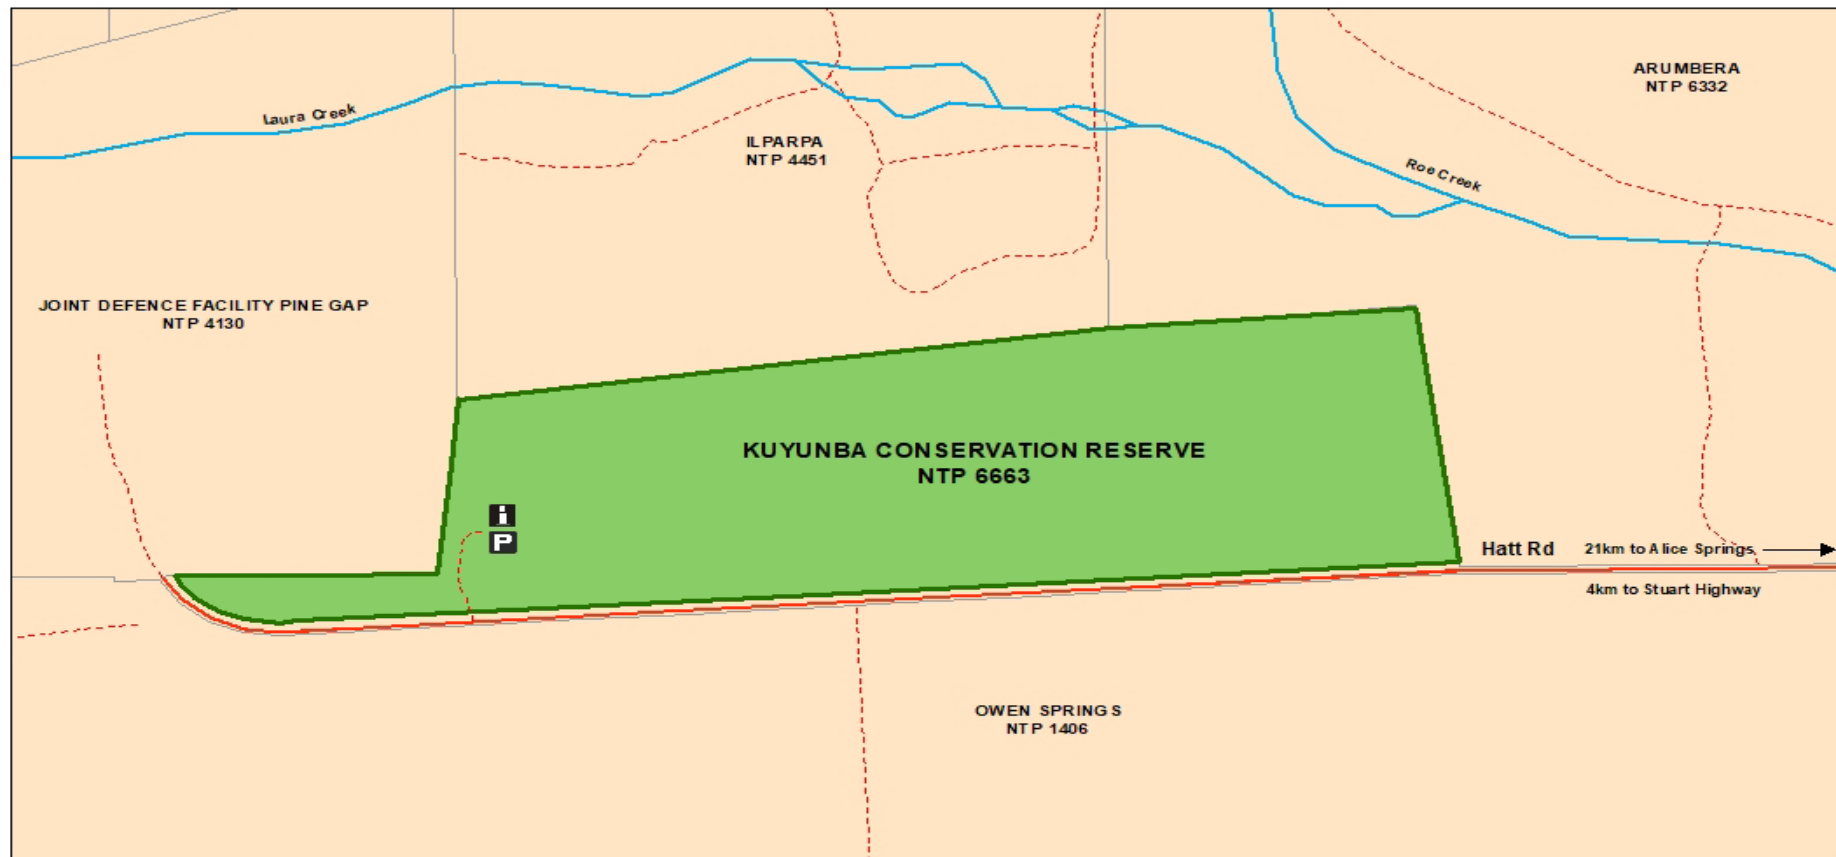 ARUMBERA
NTP 6332
Laura Creek
ILPARPA
NTP 4451
Roe Creek
JOINT DEFENCE FACILITY PINE GAP
NTP 4130
KUYUNBA CONSERVATION RESERVE
NTP 6663
i
P
Hatt Rd
21km to Alice Springs
4km to Stuart Highway
OWEN SPRINGS
NTP 1406